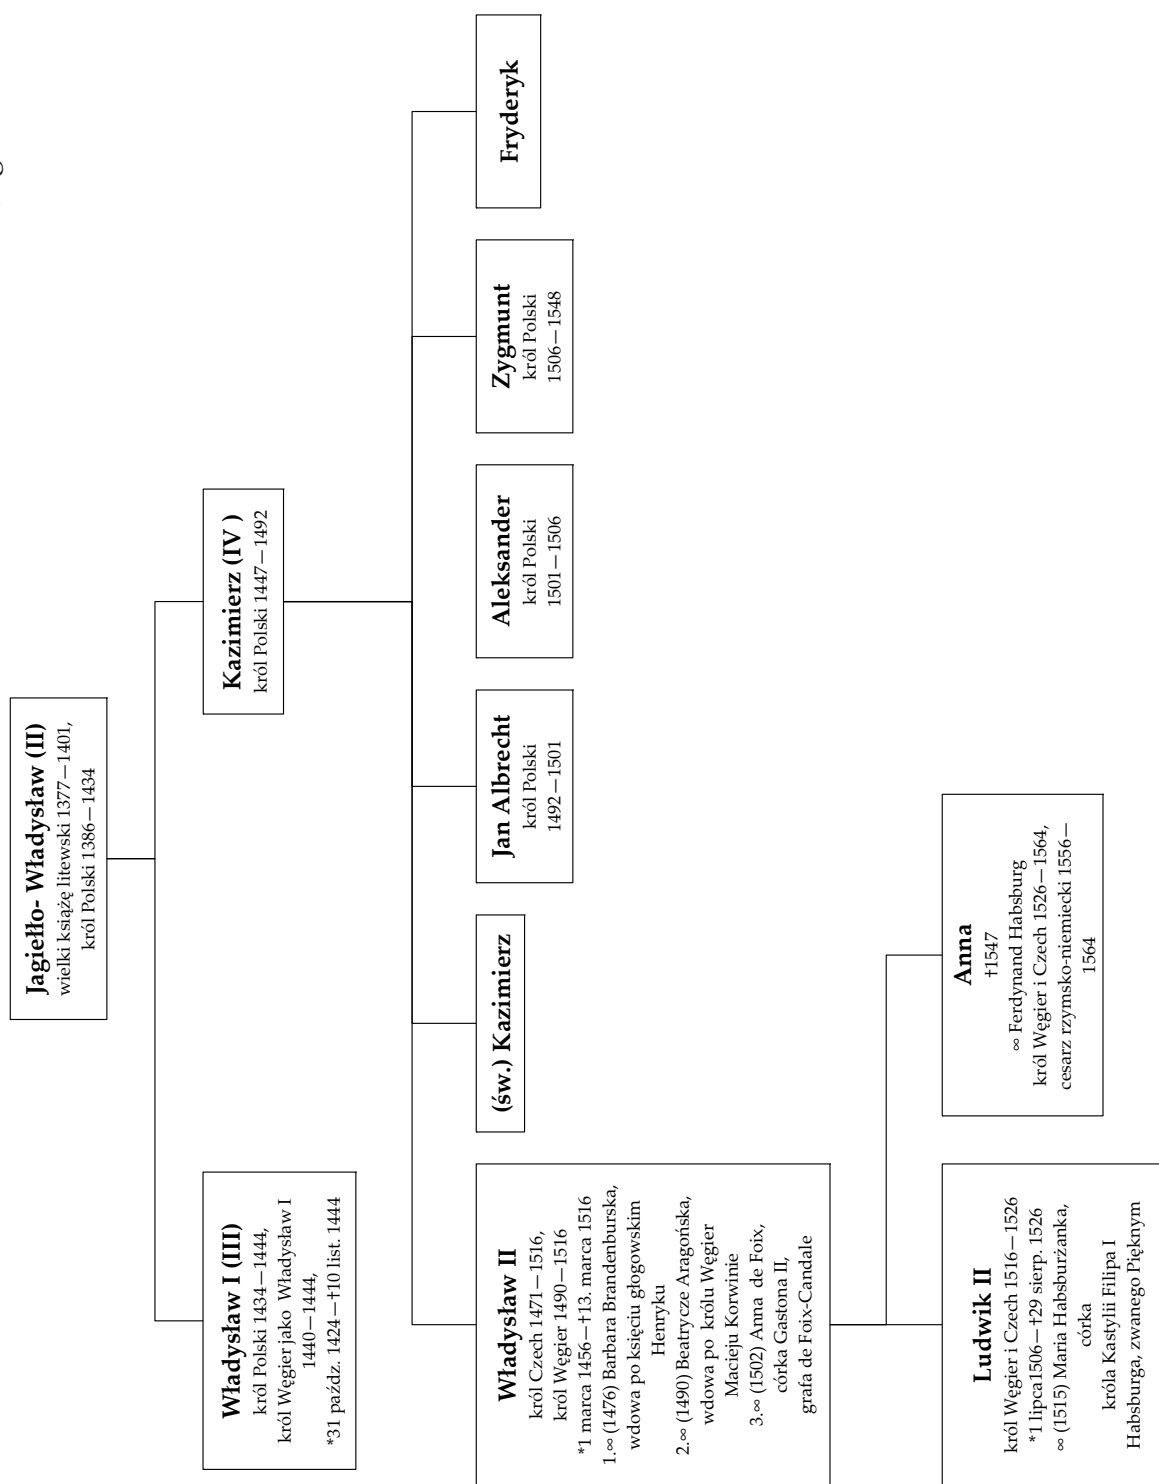 Jagiełło- Władysław (II)
wielki książę litewski 1377—1401,
król Polski 1386—1434
Władysław I (III)
król Polski 1434—1444,
król Węgier jako Władysław I
1440—1444,
*31 paźdz. 1424—†10 list. 1444
Kazimierz (IV )
król Polski 1447—1492
Władysław II
król Czech 1471—1516,
król Węgier 1490—1516
*1 marca 1456—†13. marca 1516
1.∞ (1476) Barbara Brandenburska,
wdowa po księciu głogowskim
Henryku
2.∞ (1490) Beatrycze Aragońska,
wdowa po królu Węgier
Macieju Korwinie
3.∞ (1502) Anna de Foix,
córka Gastona II,
grafa de Foix-Candale
(św.) Kazimierz
Jan Albrecht
król Polski
1492—1501
Aleksander
król Polski
1501—1506
Zygmunt
król Polski
1506—1548
Fryderyk
Ludwik II
król Węgier i Czech 1516—1526
*1 lipca1506—†29 sierp. 1526
∞ (1515) Maria Habsburżanka,
córka
króla Kastylii Filipa I
Habsburga, zwanego Pięknym
Anna
†1547
∞ Ferdynand Habsburg
król Węgier i Czech 1526—1564,
cesarz rzymsko-niemiecki 1556—
1564